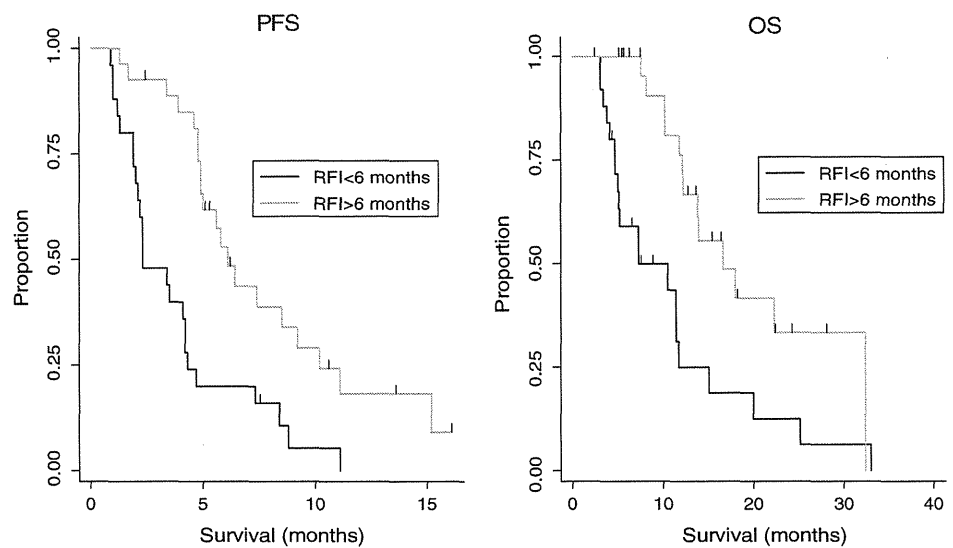 PFS
Proportion
1.00
0.75
0.50
0.25
0.00
RFI<6 months
RFI>6 months
0
5
10
15
Survival (months)
OS
Proportion
1.00
0.75
0.50
0.25
0.00
RFI<6 months
RFI>6 months
0
10
20
30
40
Survival (months)